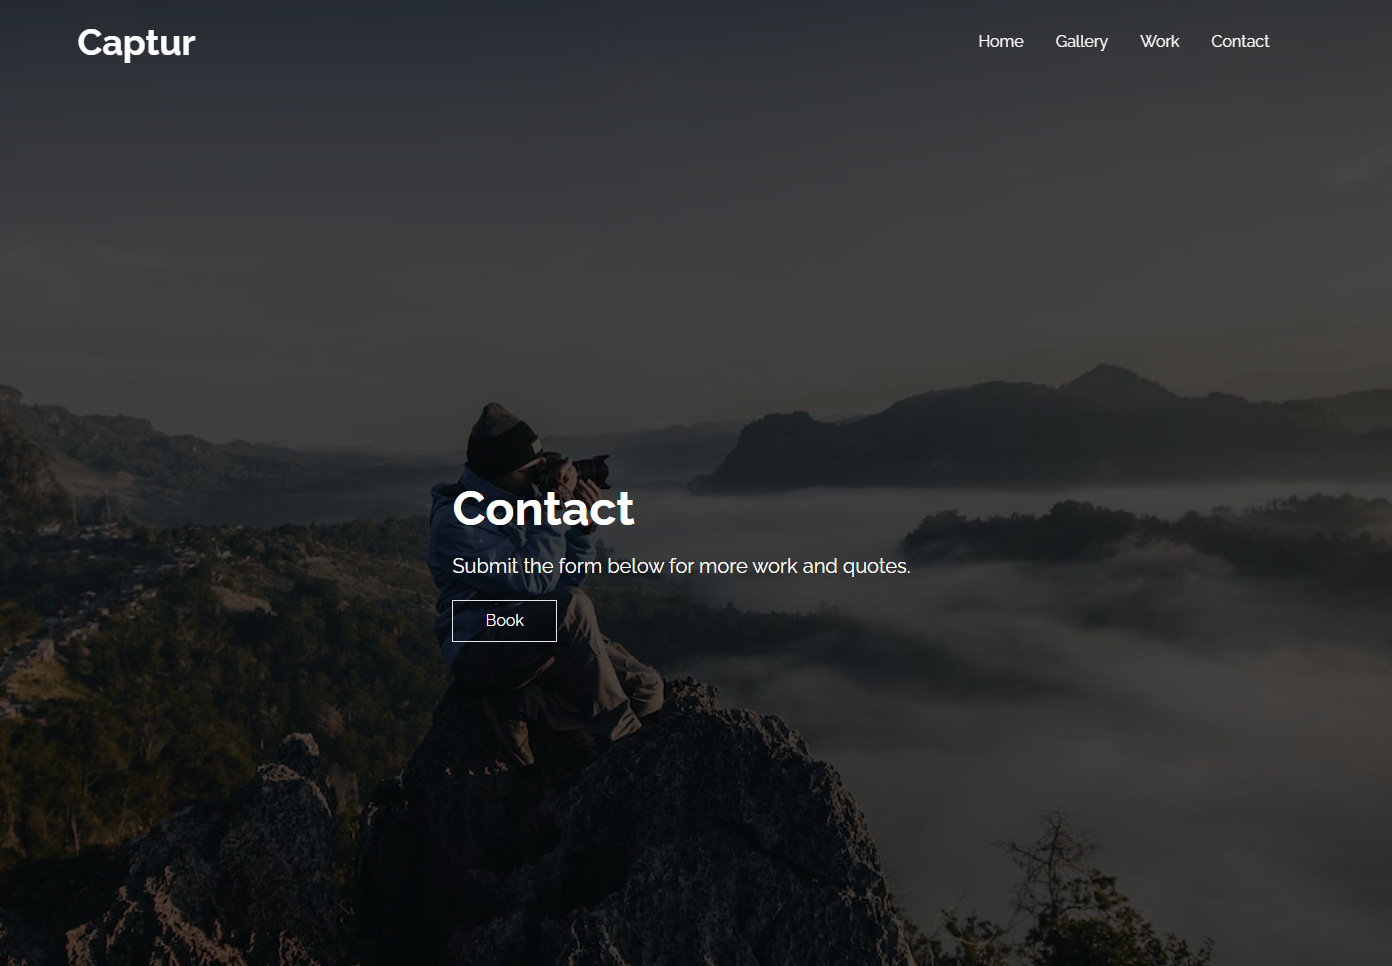 Captur
Home Gallery Work Contact
Contact
Submit the form below for more work and quotes.
Book